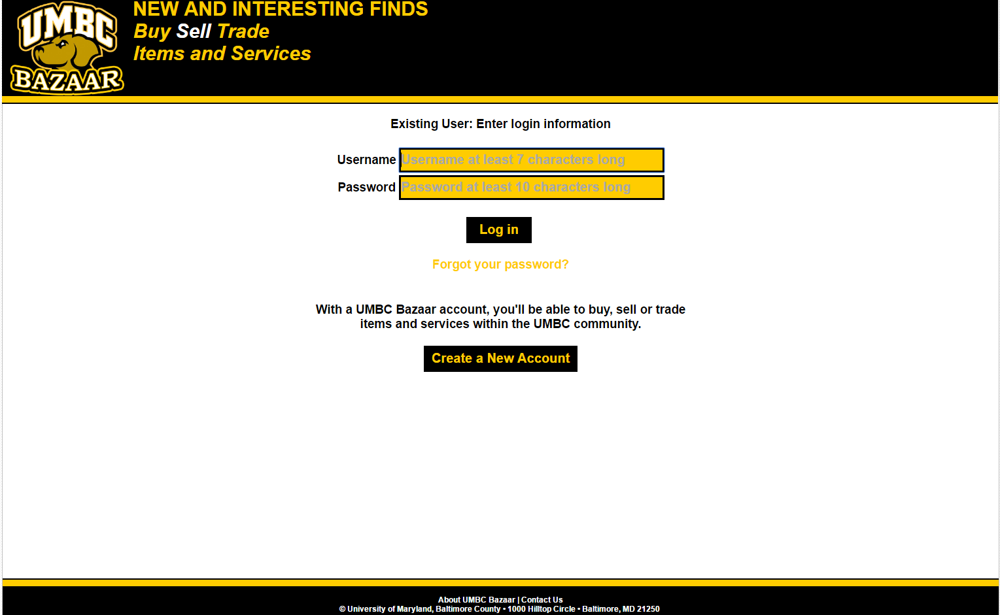 UMBC
BAZAAR
NEW AND INTERESTING FINDS
Buy Sell Trade
Items and Services
Existing User: Enter login information
Username Username at least 7 characters long
Password Password at least 10 characters long
Log in
Forgot your password?
With a UMBC Bazaar account, you'll be able to buy, sell or trade
items and services within the UMBC community.
Create a New Account
About UMBC Bazaar | Contact Us
© University of Maryland, Baltimore County • 1000 Hilltop Circle • Baltimore, MD 21250